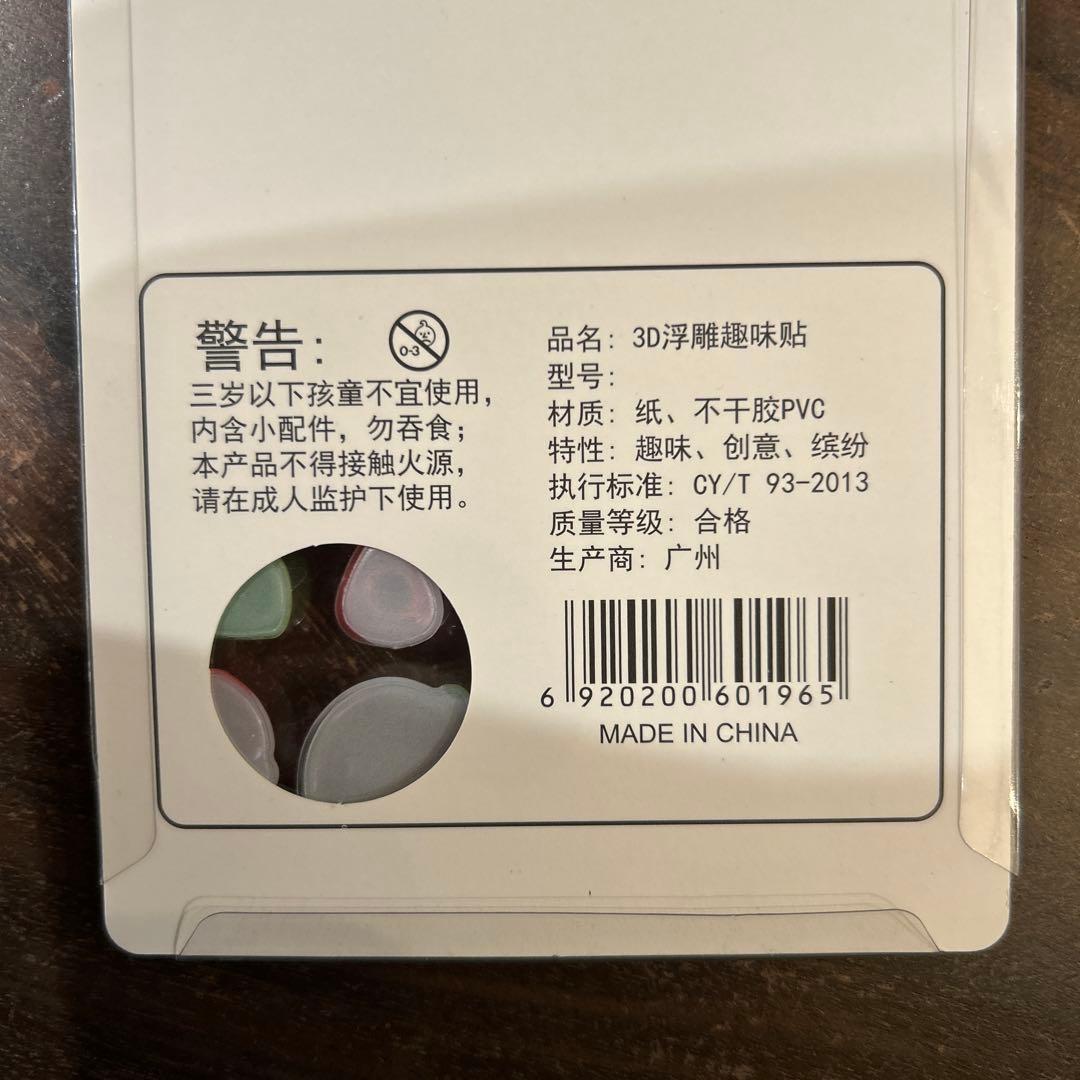 警告:
0-3
三岁以下孩童不宜使用，
内含小配件，勿吞食；
本产品不得接触火源，
请在成人监护下使用。
品名: 3D浮雕趣味贴
型号:
材质: 纸、不干胶PVC
特性: 趣味、创意、缤纷
执行标准: CY/T 93-2013
质量等级: 合格
生产商: 广州
6 920200 601965
MADE IN CHINA